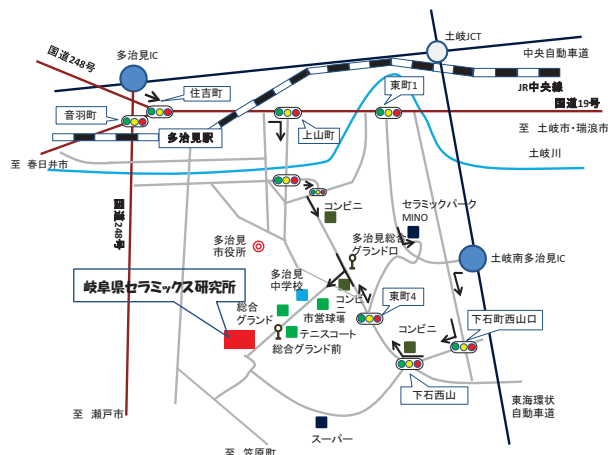 国道248号
多治見IC
土岐JCT
中央自動車道
住吉町
JR中央線
国道19号
音羽町
東町1
多治見駅
上山町
至 土岐市・瑞浪市
至 春日井市
土岐川
国道248号
コンビニ
セラミックパーク
MINO
多治見
市役所
多治見総合
グランド口
土岐南多治見IC
岐阜県セラミックス研究所
多治見
中学校
コンビニ
総合
グランド
市営球場
東町4
下石町西山口
テニスコート
コンビニ
総合グランド前
下石西山
東海環状
自動車道
至 瀬戸市
スーパー
至 笠原町